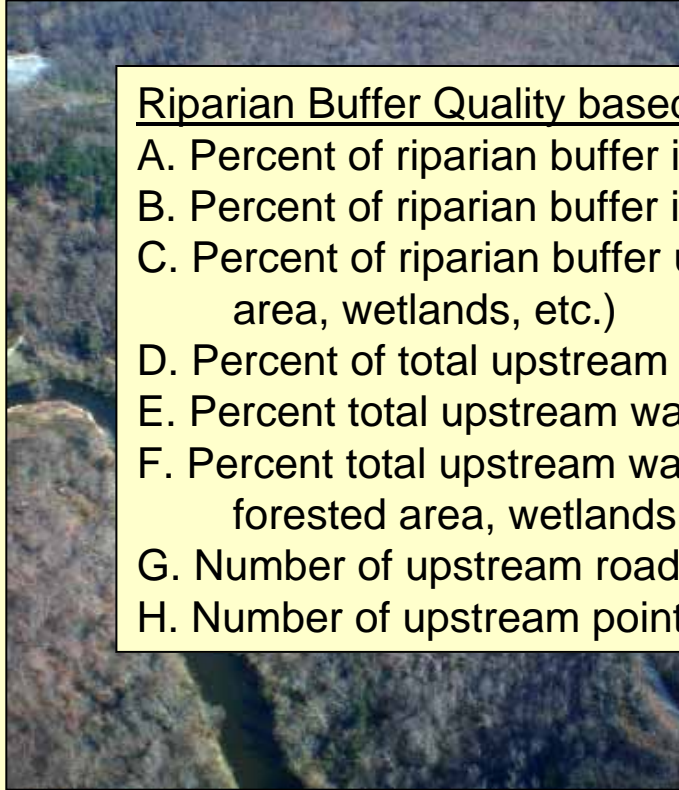 Riparian Buffer Quality based
A. Percent of riparian buffer
B. Percent of riparian buffer
C. Percent of riparian buffer
area, wetlands, etc.)
D. Percent of total upstream
E. Percent total upstream
F. Percent total upstream
forested area, wetlands
G. Number of upstream road
H. Number of upstream point